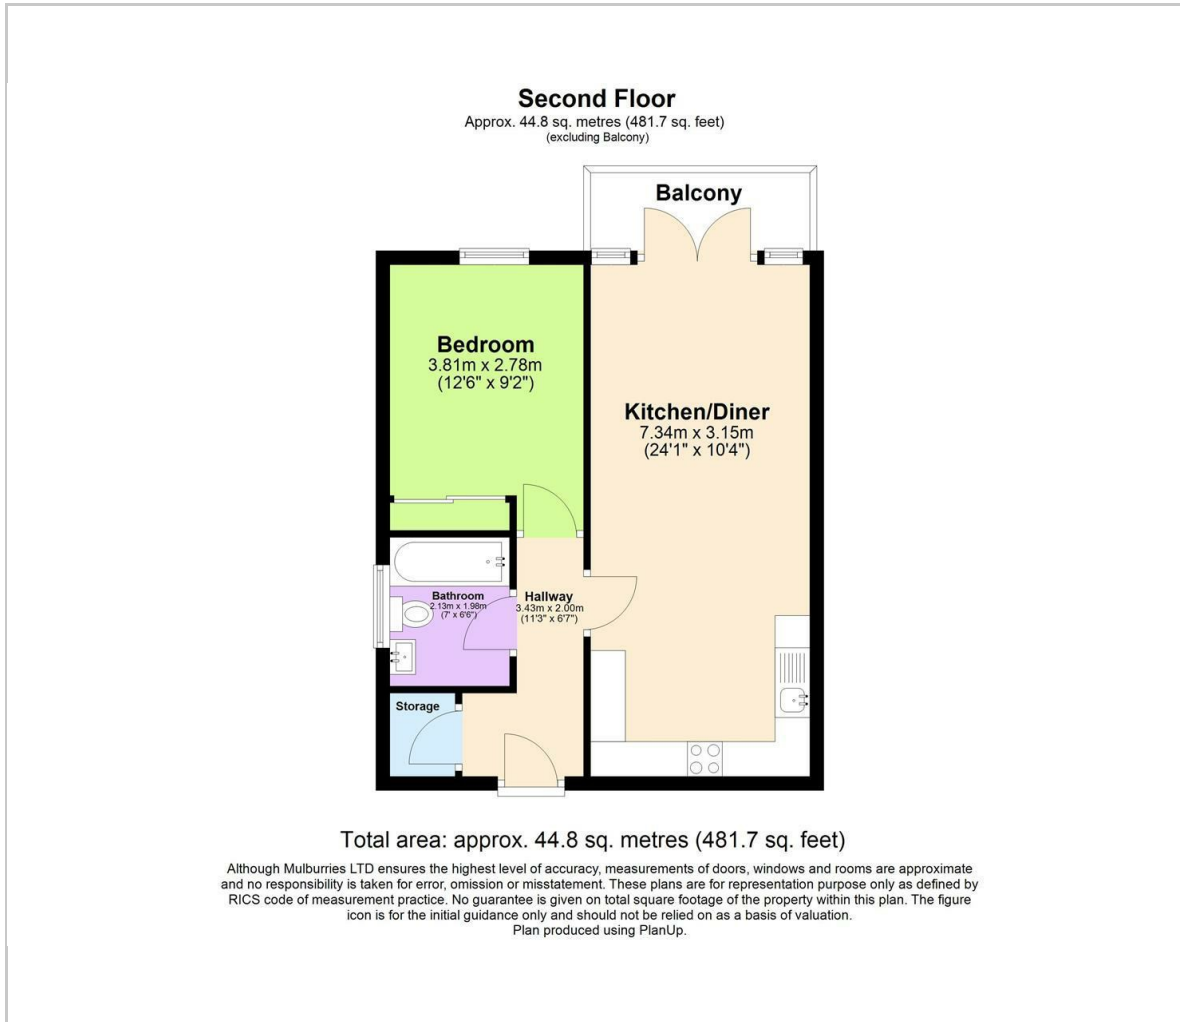 Second Floor
Approx. 44.8 sq. metres (481.7 sq. feet)
(excluding Balcony)
Balcony
Bedroom
3.81m x 2.78m
(12'6" x 9'2")
Kitchen/Diner
7.34m x 3.15m
(24'1" x 10'4")
Bathroom
2.13m x 1.98m
(7' x 6'6")
Hallway
3.43m x 2.00m
(11'3" x 6'7")
Storage
Total area: approx. 44.8 sq. metres (481.7 sq. feet)
Although Mulburries LTD ensures the highest level of accuracy, measurements of doors, windows and rooms are approximate
and no responsibility is taken for error, omission or misstatement. These plans are for representation purpose only as defined by
RICS code of measurement practice. No guarantee is given on total square footage of the property within this plan. The figure
icon is for the initial guidance only and should not be relied on as a basis of valuation.
Plan produced using PlanUp.